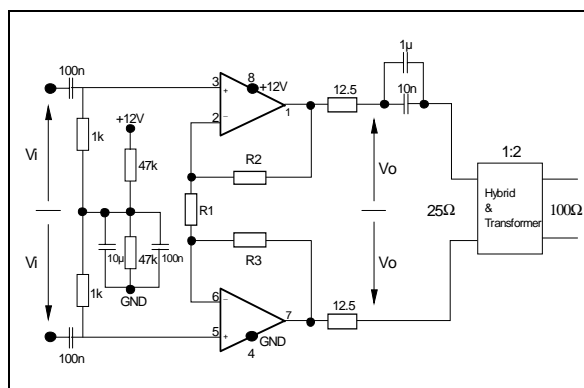 1µ
100n
3
8
+12V
+
1
12.5
10n
2
−
+12V
1k
47k
R2
Vi
R1
Vo
1:2
Hybrid
&
Transformer
25Ω
100Ω
Vi
10µ
47k
100n
R3
Vo
GND
1k
6
−
7
12.5
5
+
GND
4
100n